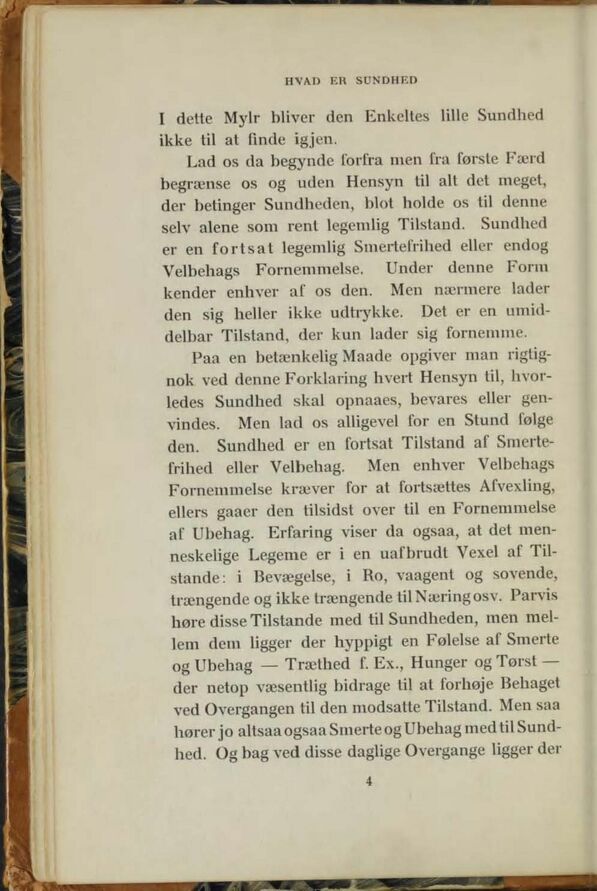 HVAD ER SUNDHED
I dette Mylr bliver den Enkeltes lille Sundhed
ikke til at finde igjen.
Lad os da begynde forfra men fra første Færd
begrænse os og uden Hensyn til alt det meget,
der betinger Sundheden, blot holde os til denne
selv alene som rent legemlig Tilstand. Sundhed
er en fortsat legemlig Smertefrihed eller endog
Velbehags Fornemmelse. Under denne Form
kender enhver af os den. Men nærmere lader
den sig heller ikke udtrykke. Det er en umid-
delbar Tilstand, der kun lader sig fornemme.
Paa en betænkelig Maade opgiver man rigtig-
nok ved denne Forklaring hvert Hensyn til, hvor-
ledes Sundhed skal opnaaes, bevares eller gen-
vindes. Men lad os alligevel for en Stund følge
den. Sundhed er en fortsat Tilstand af Smerte-
frihed eller Velbehag. Men enhver Velbehags
Fornemmelse kræver for at fortsættes Afvexling,
ellers gaaer den tilsidst over til en Fornemmelse
af Ubehag. Erfaring viser da ogsaa, at det men-
neskelige Legeme er i en uafbrudt Vexel af Til-
stande: i Bevægelse, i Ro, vaagent og sovende,
trængende og ikke trængende til Næring osv. Parvis
høre disse Tilstande med til Sundheden, men mel-
lem dem ligger der hyppigt en Følelse af Smerte
og Ubehag — Træthed f. Ex., Hunger og Tørst —
der netop væsentlig bidrage til at forhøje Behaget
ved Overgangen til den modsatte Tilstand. Men saa
hører jo altsaa ogsaa Smerte og Ubehag med til Sund-
hed. Og bag ved disse daglige Overgange ligger der
4